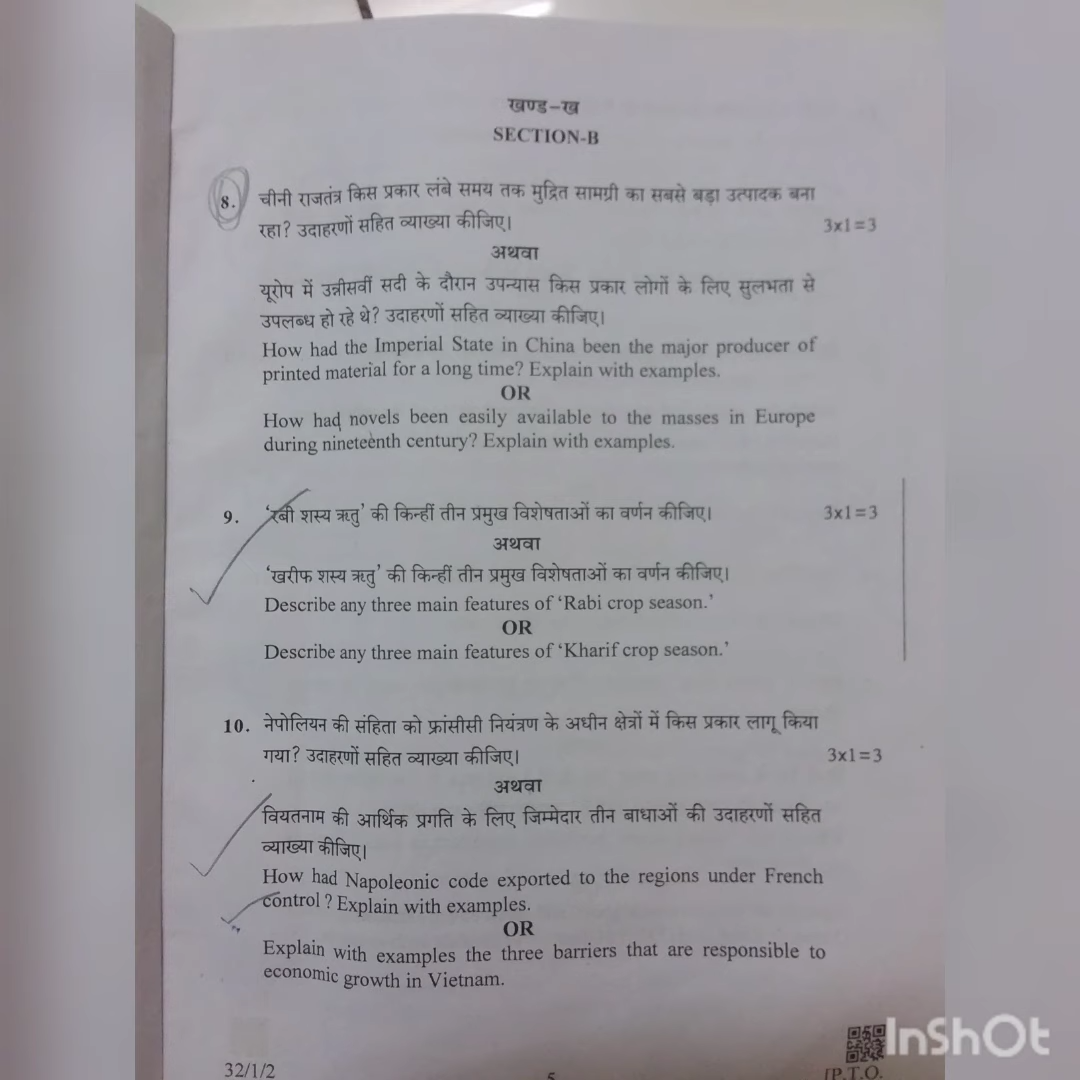 खण्ड–ख
SECTION-B
8. चीनी राजतंत्र किस प्रकार लंबे समय तक मुद्रित सामग्री का सबसे बड़ा उत्पादक बना
रहा? उदाहरणों सहित व्याख्या कीजिए। 3x1=3
अथवा
यूरोप में उन्नीसवीं सदी के दौरान उपन्यास किस प्रकार लोगों के लिए सुलभता से
उपलब्ध हो रहे थे? उदाहरणों सहित व्याख्या कीजिए।
How had the Imperial State in China been the major producer of
printed material for a long time? Explain with examples.
OR
How had novels been easily available to the masses in Europe
during nineteenth century? Explain with examples.
9. ‘रबी शस्य ऋतु’ की किन्हीं तीन प्रमुख विशेषताओं का वर्णन कीजिए। 3x1=3
अथवा
‘खरीफ शस्य ऋतु’ की किन्हीं तीन प्रमुख विशेषताओं का वर्णन कीजिए।
Describe any three main features of ‘Rabi crop season.’
OR
Describe any three main features of ‘Kharif crop season.’
10. नेपोलियन की संहिता को फ्रांसीसी नियंत्रण के अधीन क्षेत्रों में किस प्रकार लागू किया
गया? उदाहरणों सहित व्याख्या कीजिए। 3x1=3
अथवा
वियतनाम की आर्थिक प्रगति के लिए जिम्मेदार तीन बाधाओं की उदाहरणों सहित
व्याख्या कीजिए।
How had Napoleonic code exported to the regions under French
control ? Explain with examples.
OR
Explain with examples the three barriers that are responsible to
economic growth in Vietnam.
32/1/2 5 [P.T.O.
InShOt